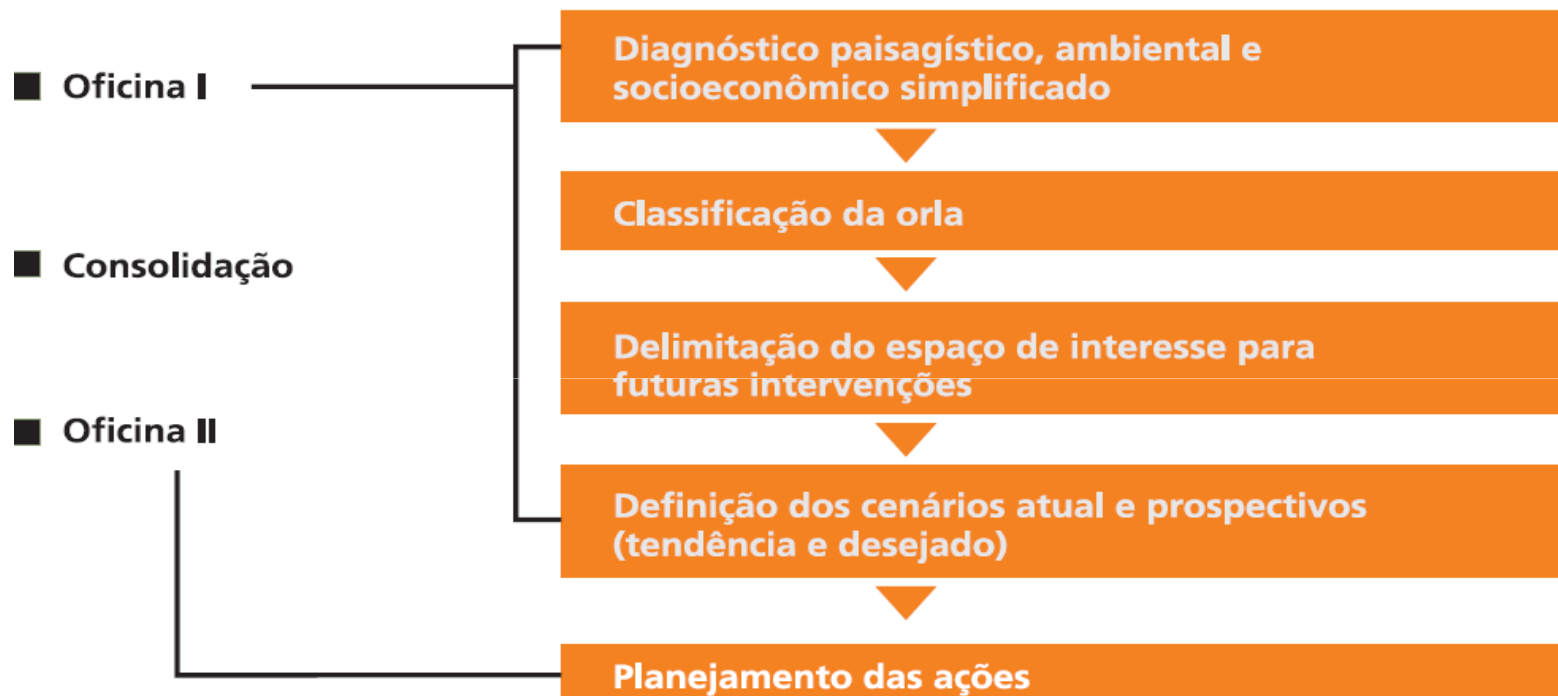 Oficina I
Consolidação
Oficina II
Diagnóstico paisagístico, ambiental e
socioeconômico simplificado
Classificação da orla
Delimitação do espaço de interesse para
futuras intervenções
Definição dos cenários atual e prospectivos
(tendência e desejado)
Planejamento das ações